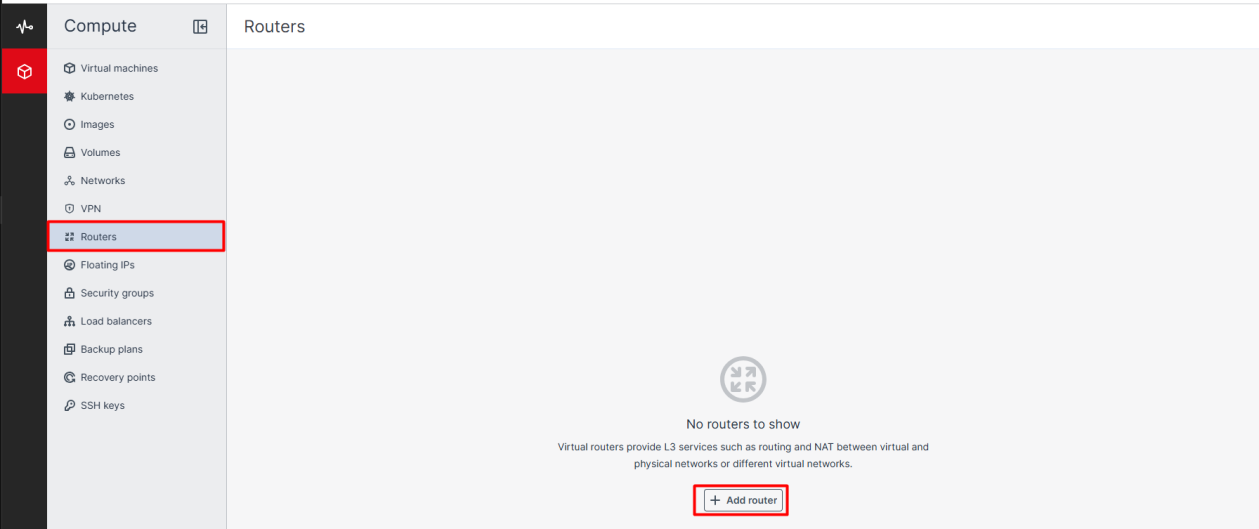 Compute
Routers
Virtual machines
Kubernetes
Images
Volumes
Networks
VPN
Routers
Floating IPs
Security groups
Load balancers
Backup plans
Recovery points
SSH keys
No routers to show
Virtual routers provide L3 services such as routing and NAT between virtual and
physical networks or different virtual networks.
+ Add router